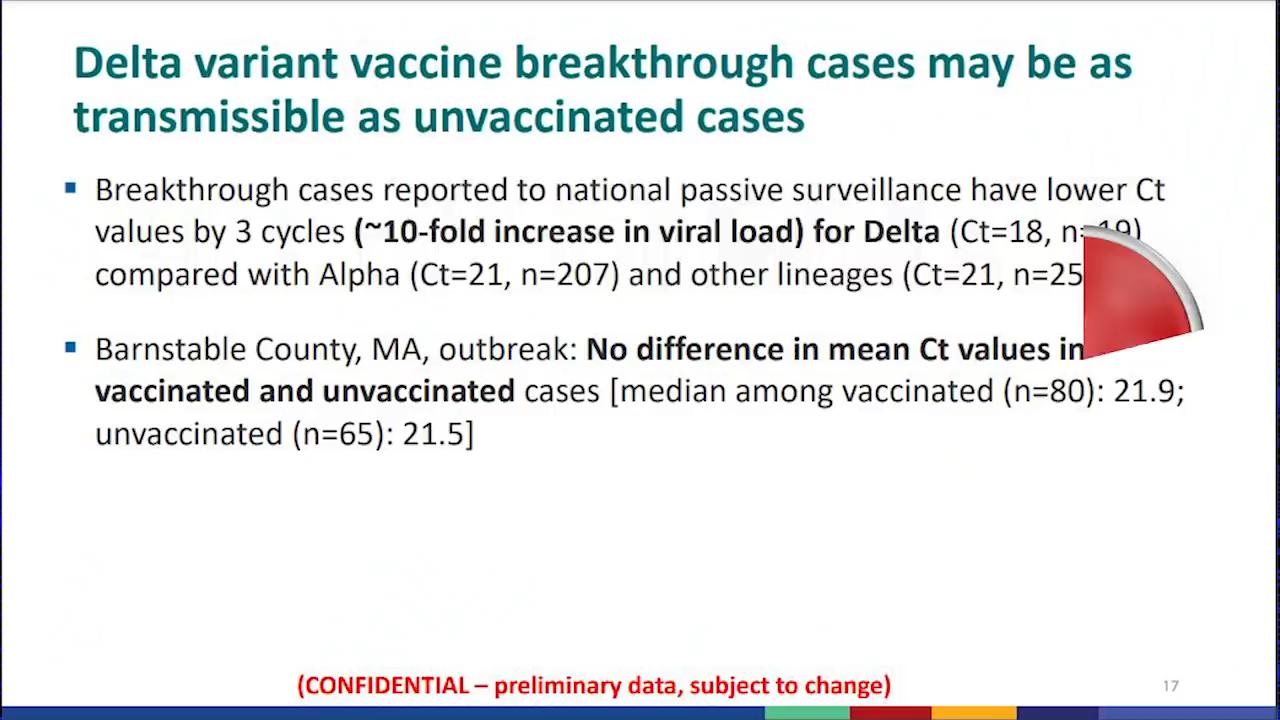 Delta variant vaccine breakthrough cases may be as
transmissible as unvaccinated cases
▪ Breakthrough cases reported to national passive surveillance have lower Ct
values by 3 cycles (~10-fold increase in viral load) for Delta (Ct=18, n=19)
compared with Alpha (Ct=21, n=207) and other lineages (Ct=21, n=25
▪ Barnstable County, MA, outbreak: No difference in mean Ct values in
vaccinated and unvaccinated cases [median among vaccinated (n=80): 21.9;
unvaccinated (n=65): 21.5]
(CONFIDENTIAL – preliminary data, subject to change)
17